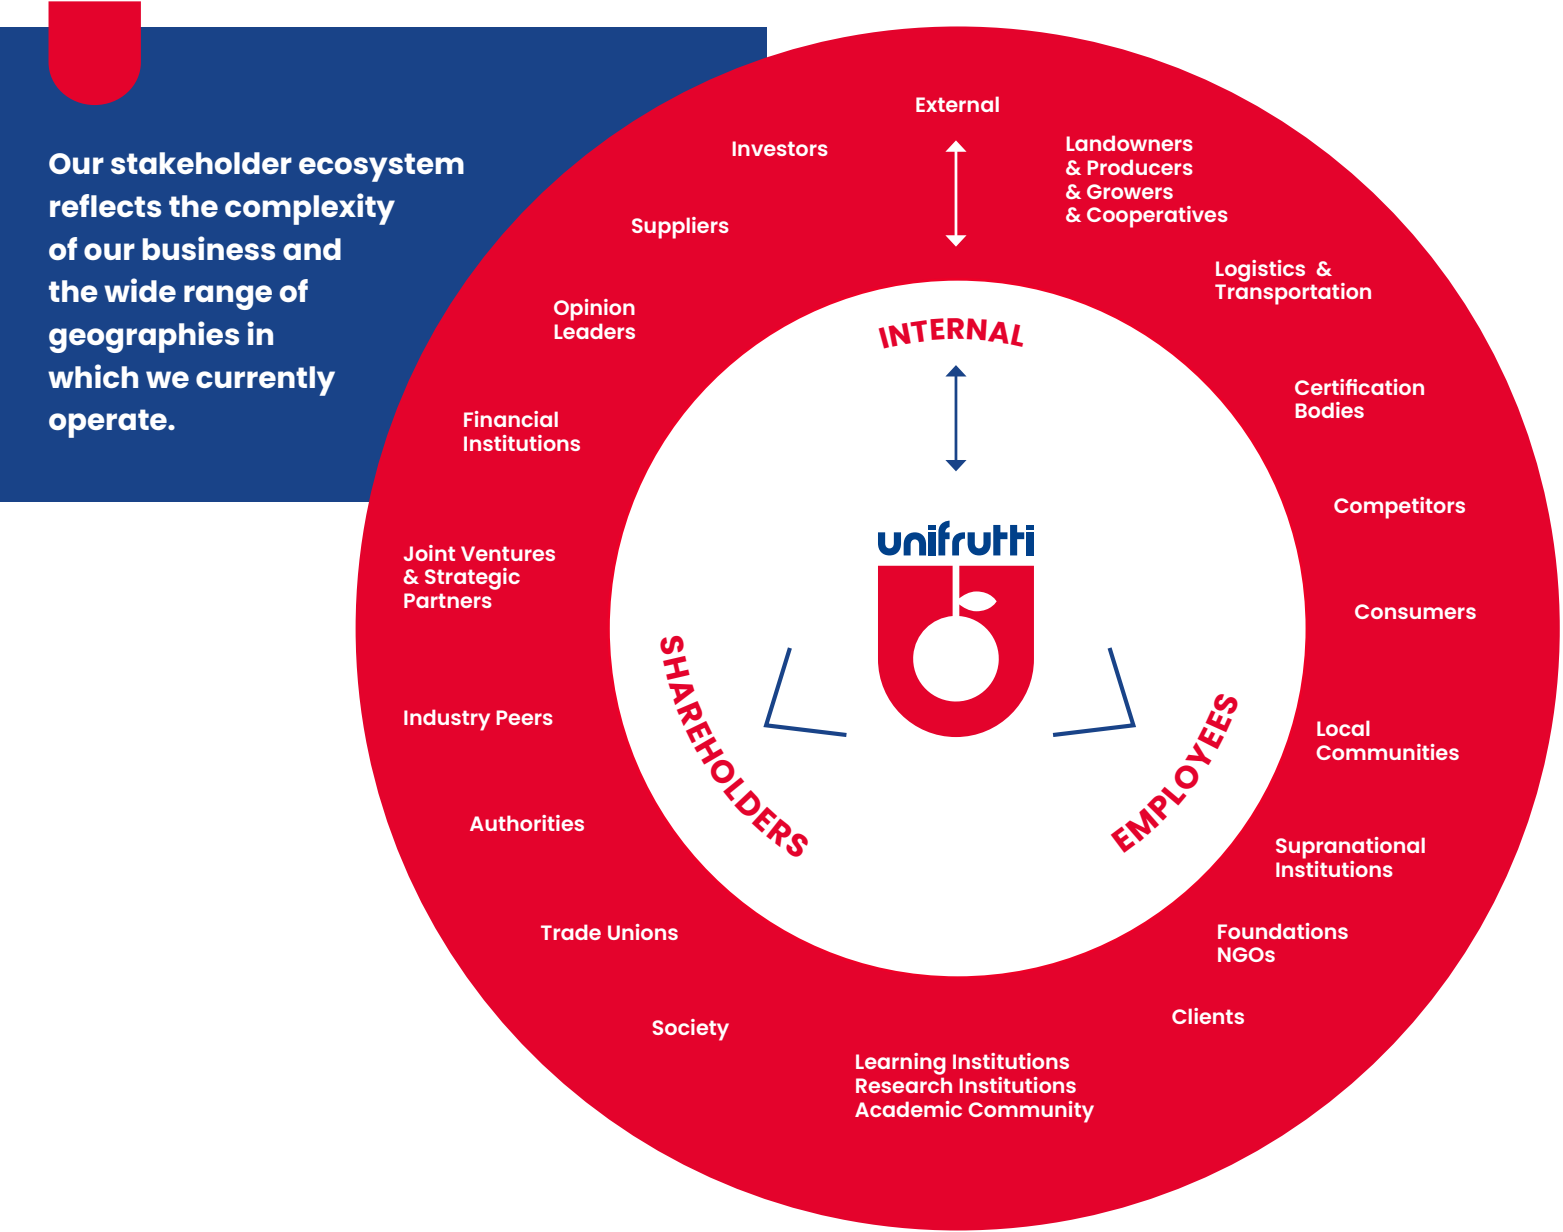 Our stakeholder ecosystem
reflects the complexity
of our business and
the wide range of
geographies in
which we currently
operate.
External
Landowners
& Producers
& Growers
& Cooperatives
Logistics &
Transportation
Certification
Bodies
Competitors
Consumers
Local
Communities
Supranational
Institutions
Foundations
NGOs
Clients
Learning Institutions
Research Institutions
Academic Community
Society
Trade Unions
Authorities
Industry Peers
Joint Ventures
& Strategic
Partners
Financial
Institutions
Opinion
Leaders
Suppliers
Investors
INTERNAL
unifrutti
SHAREHOLDERS
EMPLOYEES